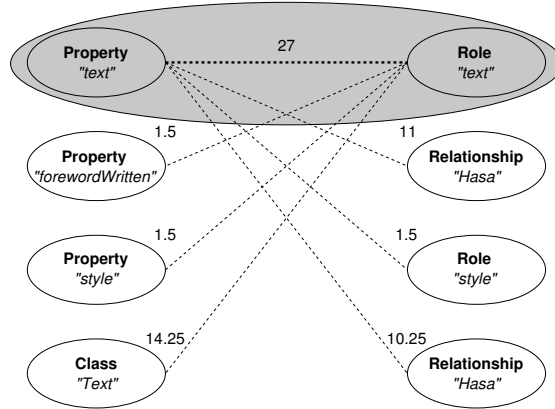 Property
"text"
27
Role
"text"
1.5
11
Property
"forewordWritten"
Relationship
"Hasa"
1.5
1.5
Property
"style"
Role
"style"
14.25
10.25
Class
"Text"
Relationship
"Hasa"